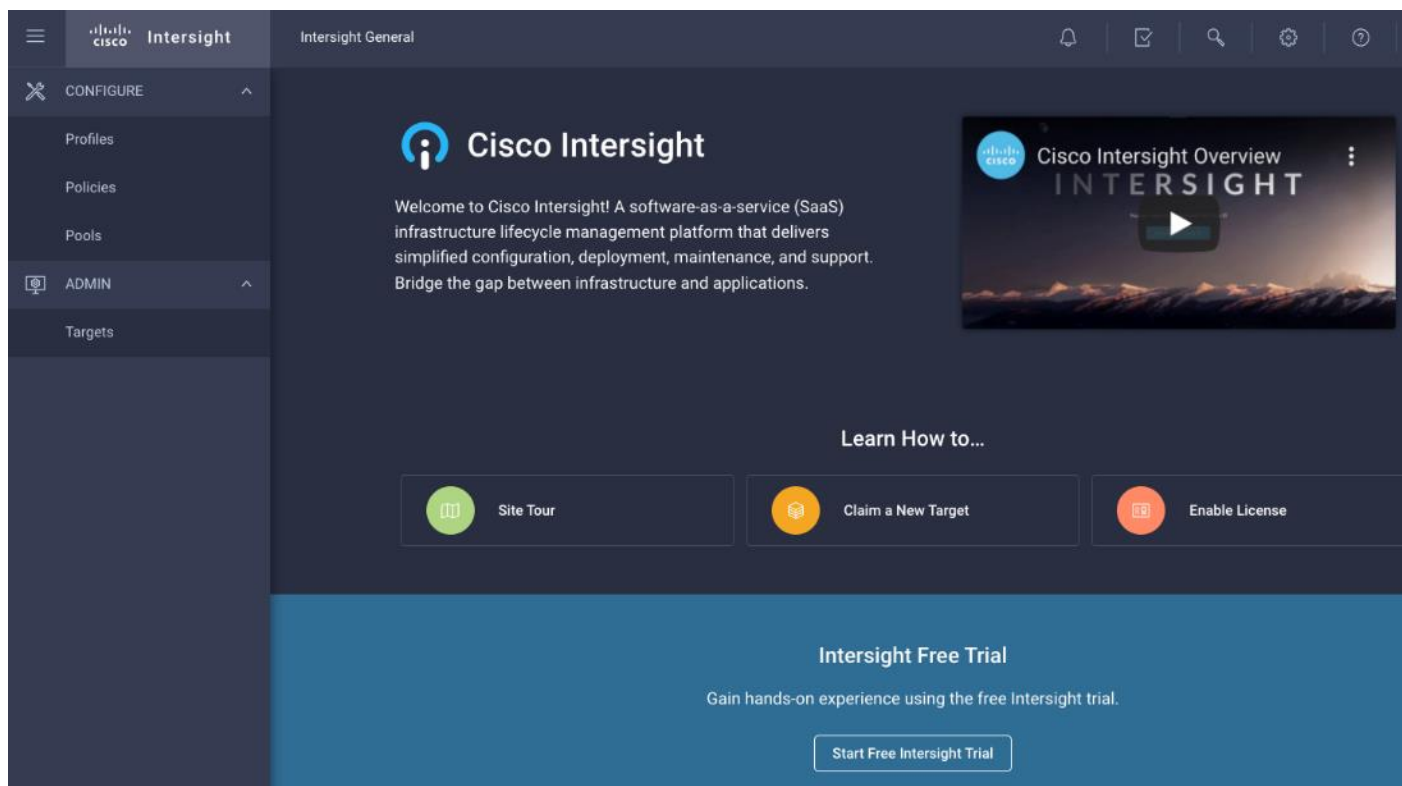 CISCO Intersight
Intersight General
CONFIGURE
Profiles
Policies
Pools
ADMIN
Targets
Cisco Intersight
Welcome to Cisco Intersight! A software-as-a-service (SaaS)
infrastructure lifecycle management platform that delivers
simplified configuration, deployment, maintenance, and support.
Bridge the gap between infrastructure and applications.
CISCO
Cisco Intersight Overview
INTERSIGHT
Learn How to...
Site Tour
Claim a New Target
Enable License
Intersight Free Trial
Gain hands-on experience using the free Intersight trial.
Start Free Intersight Trial